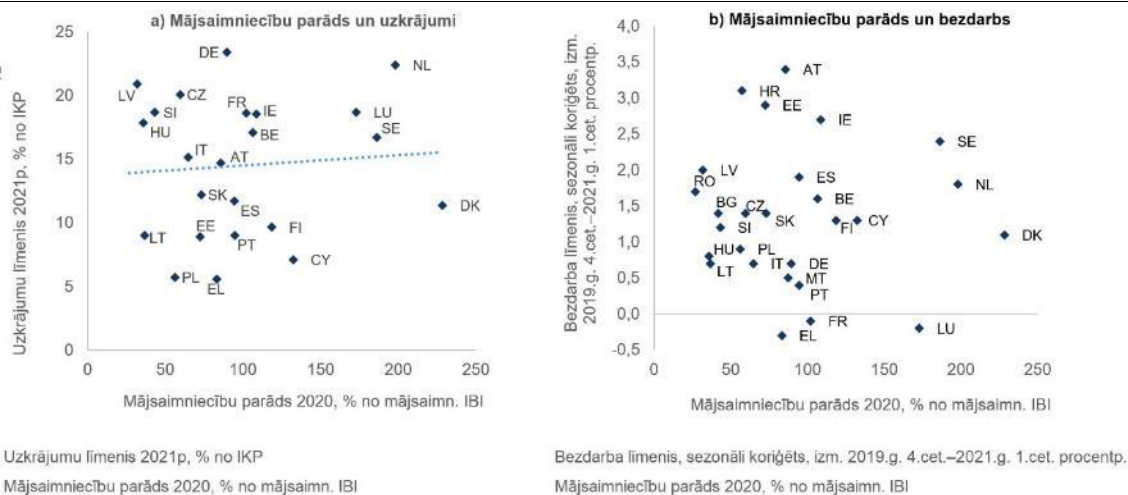 a) Mājsaimniecību parāds un uzkrājumi
Uzkrājumu līmenis 2021p, % no IKP
25
20
15
10
5
0
0 50 100 150 200 250
DE
NL
LV
CZ
SI
HU
FR
IE
BE
LU
SE
IT
AT
SK
ES
DK
LT
EE
PT
FI
CY
PL
EL
Mājsaimniecību parāds 2020, % no mājsaimn. IBI
b) Mājsaimniecību parāds un bezdarbs
Bezdarba līmenis, sezonāli koriģēts, izm.
2019.g. 4.cet.–2021.g. 1.cet. procentp.
4,0
3,5
3,0
2,5
2,0
1,5
1,0
0,5
0,0
-0,5
0 50 100 150 200 250
AT
HR
EE
IE
SE
LV
RO
ES
NL
BG
CZ
SK
BE
SI
FI
CY
DK
HU
PL
LT
IT
DE
MT
PT
FR
LU
EL
Mājsaimniecību parāds 2020, % no mājsaimn. IBI
Uzkrājumu līmenis 2021p, % no IKP
Mājsaimniecību parāds 2020, % no mājsaimn. IBI
Bezdarba līmenis, sezonāli koriģēts, izm. 2019.g. 4.cet.–2021.g. 1.cet. procentp.
Mājsaimniecību parāds 2020, % no mājsaimn. IBI